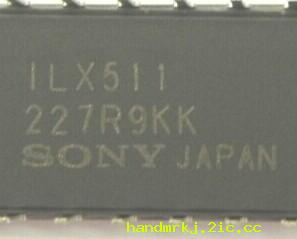 ILX511
227R9KK
SONY JAPAN
handmrkj.2ic.cc